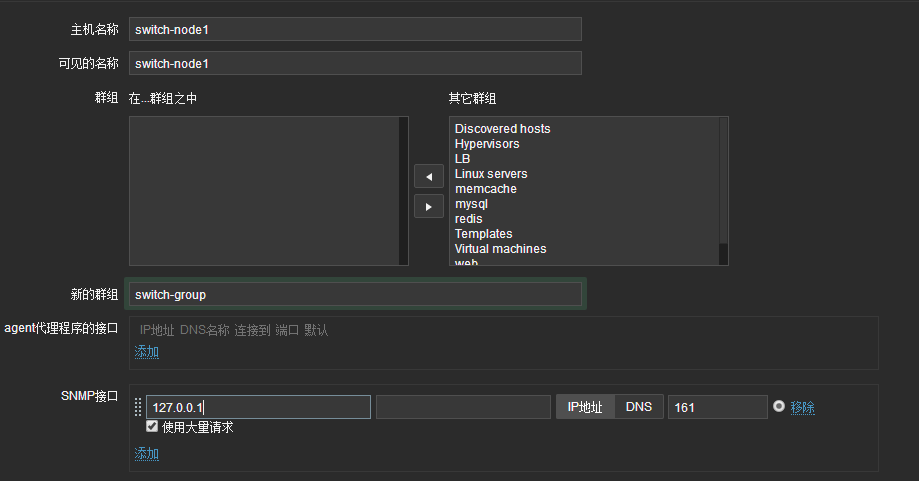 主机名称 switch-node1
可见的名称 switch-node1
群组 在...群组之中 其它群组
Discovered hosts
Hypervisors
LB
Linux servers
memcache
mysql
redis
Templates
Virtual machines
web
新的群组 switch-group
agent代理程序的接口 IP地址 DNS名称 连接到 端口 默认
添加
SNMP接口 127.0.0.1 IP地址 DNS 161 移除
使用大量请求
添加